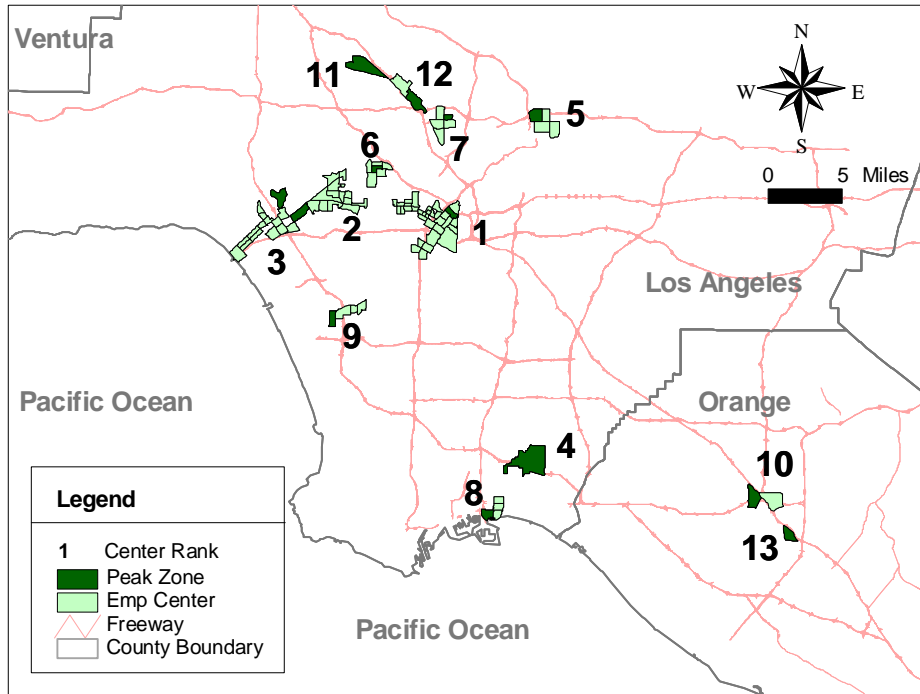 Ventura
N
11
12
W
E
5
S
7
6
0 5 Miles
2
1
3
Los Angeles
9
Pacific Ocean
Orange
4
10
8
13
Legend
1 Center Rank
Peak Zone
Emp Center
Freeway
County Boundary
Pacific Ocean